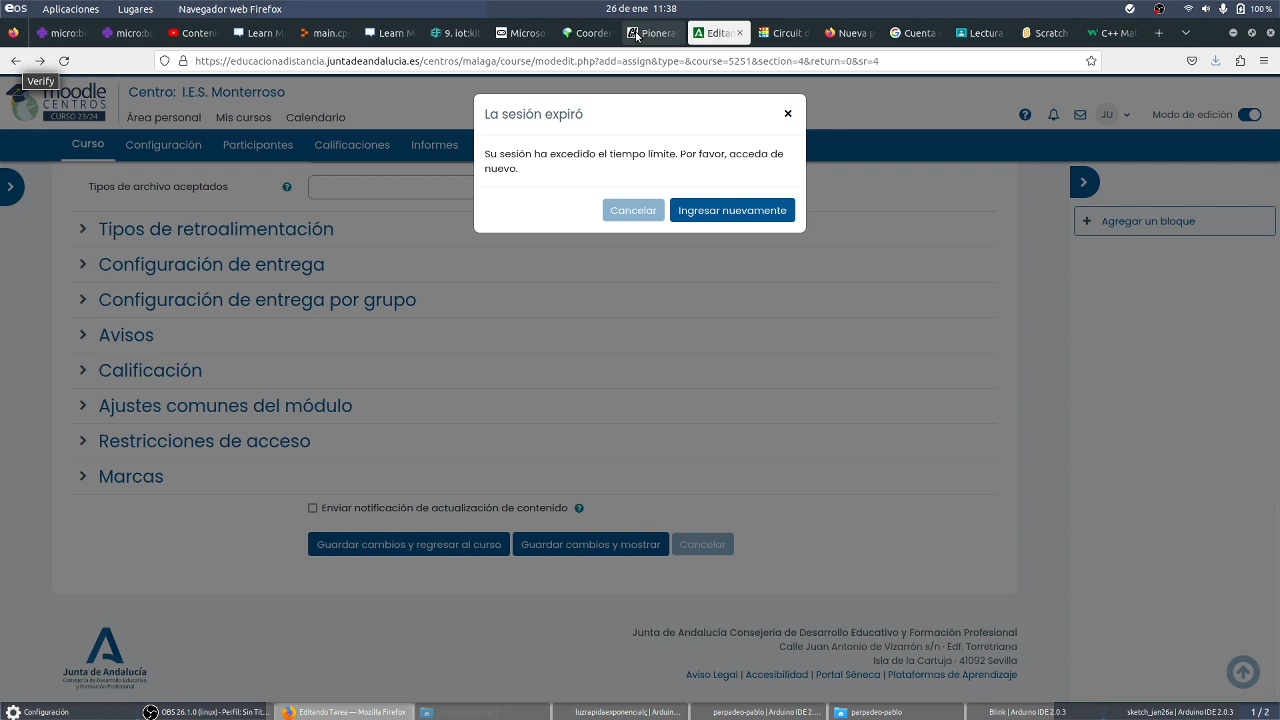 Aplicaciones Lugares Navegador web Firefox 26 de ene 11:38 100 %
micro:bi micro:bi Conteni Learn M main.cpp Learn M 9. iot:kit Microso Coorden Pionera Editan Circuit d Nueva p Cuenta Lectura Scratch C++ Mat
https://educacionadistancia.juntadeandalucia.es/centros/malaga/course/modedit.php?add=assign&type=&course=5251&section=4&return=0&sr=4
Verify
moodle
CENTROS
CURSO 23/24
Centro: I.E.S. Monterroso
Área personal Mis cursos Calendario
JU Modo de edición
Curso Configuración Participantes Calificaciones Informes
La sesión expiró
Su sesión ha excedido el tiempo límite. Por favor, acceda de
nuevo.
Cancelar Ingresar nuevamente
Tipos de archivo aceptados
Agregar un bloque
Tipos de retroalimentación
Configuración de entrega
Configuración de entrega por grupo
Avisos
Calificación
Ajustes comunes del módulo
Restricciones de acceso
Marcas
Enviar notificación de actualización de contenido
Guardar cambios y regresar al curso Guardar cambios y mostrar Cancelar
Junta de Andalucía
Consejería de Desarrollo Educativo
y Formación Profesional
Junta de Andalucía Consejería de Desarrollo Educativo y Formación Profesional
Calle Juan Antonio de Vizarrón s/n · Edf. Torretriana
Isla de la Cartuja · 41092 Sevilla
Aviso Legal | Accesibilidad | Portal Séneca | Plataformas de Aprendizaje
Configuración OBS 26.1.0 (linux) - Perfil: Sin Tít... Editando Tarea — Mozilla Firefox luzrapidaexponencial¿ | Arduin... parpadeo-pablo | Arduino IDE 2.... parpadeo-pablo Blink | Arduino IDE 2.0.3 sketch_jan26a | Arduino IDE 2.0.3 1 / 2